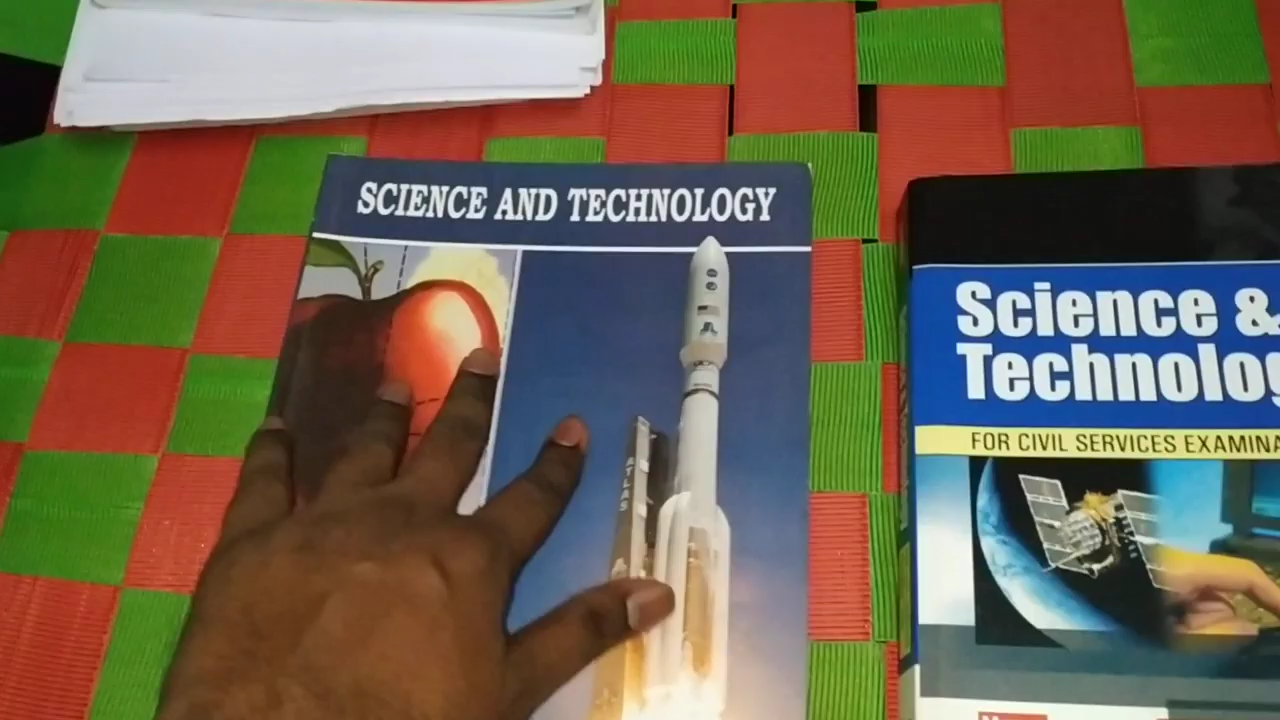 SCIENCE AND TECHNOLOGY
ATLAS
Science &
Technolog
FOR CIVIL SERVICES EXAMINA